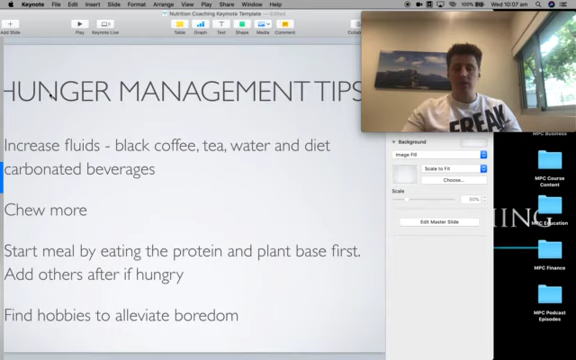 Keynote File Edit Insert Slide Format Arrange View Play Share Window Help
100% Wed 10:07 am
Nutrition Coaching Keynote Template — Edited
Add Slide Play Keynote Live Table Graph Text Shape Media Comment
HUNGER MANAGEMENT TIPS
Increase fluids - black coffee, tea, water and diet
carbonated beverages
Chew more
Start meal by eating the protein and plant base first.
Add others after if hungry
Find hobbies to alleviate boredom
FREAK
Background
Image Fill
Scale to Fit
Choose...
Scale
Edit Master Slide
MPC Business
MPC Course
Content
MPC Education
MPC Finance
MPC Podcast
Episodes